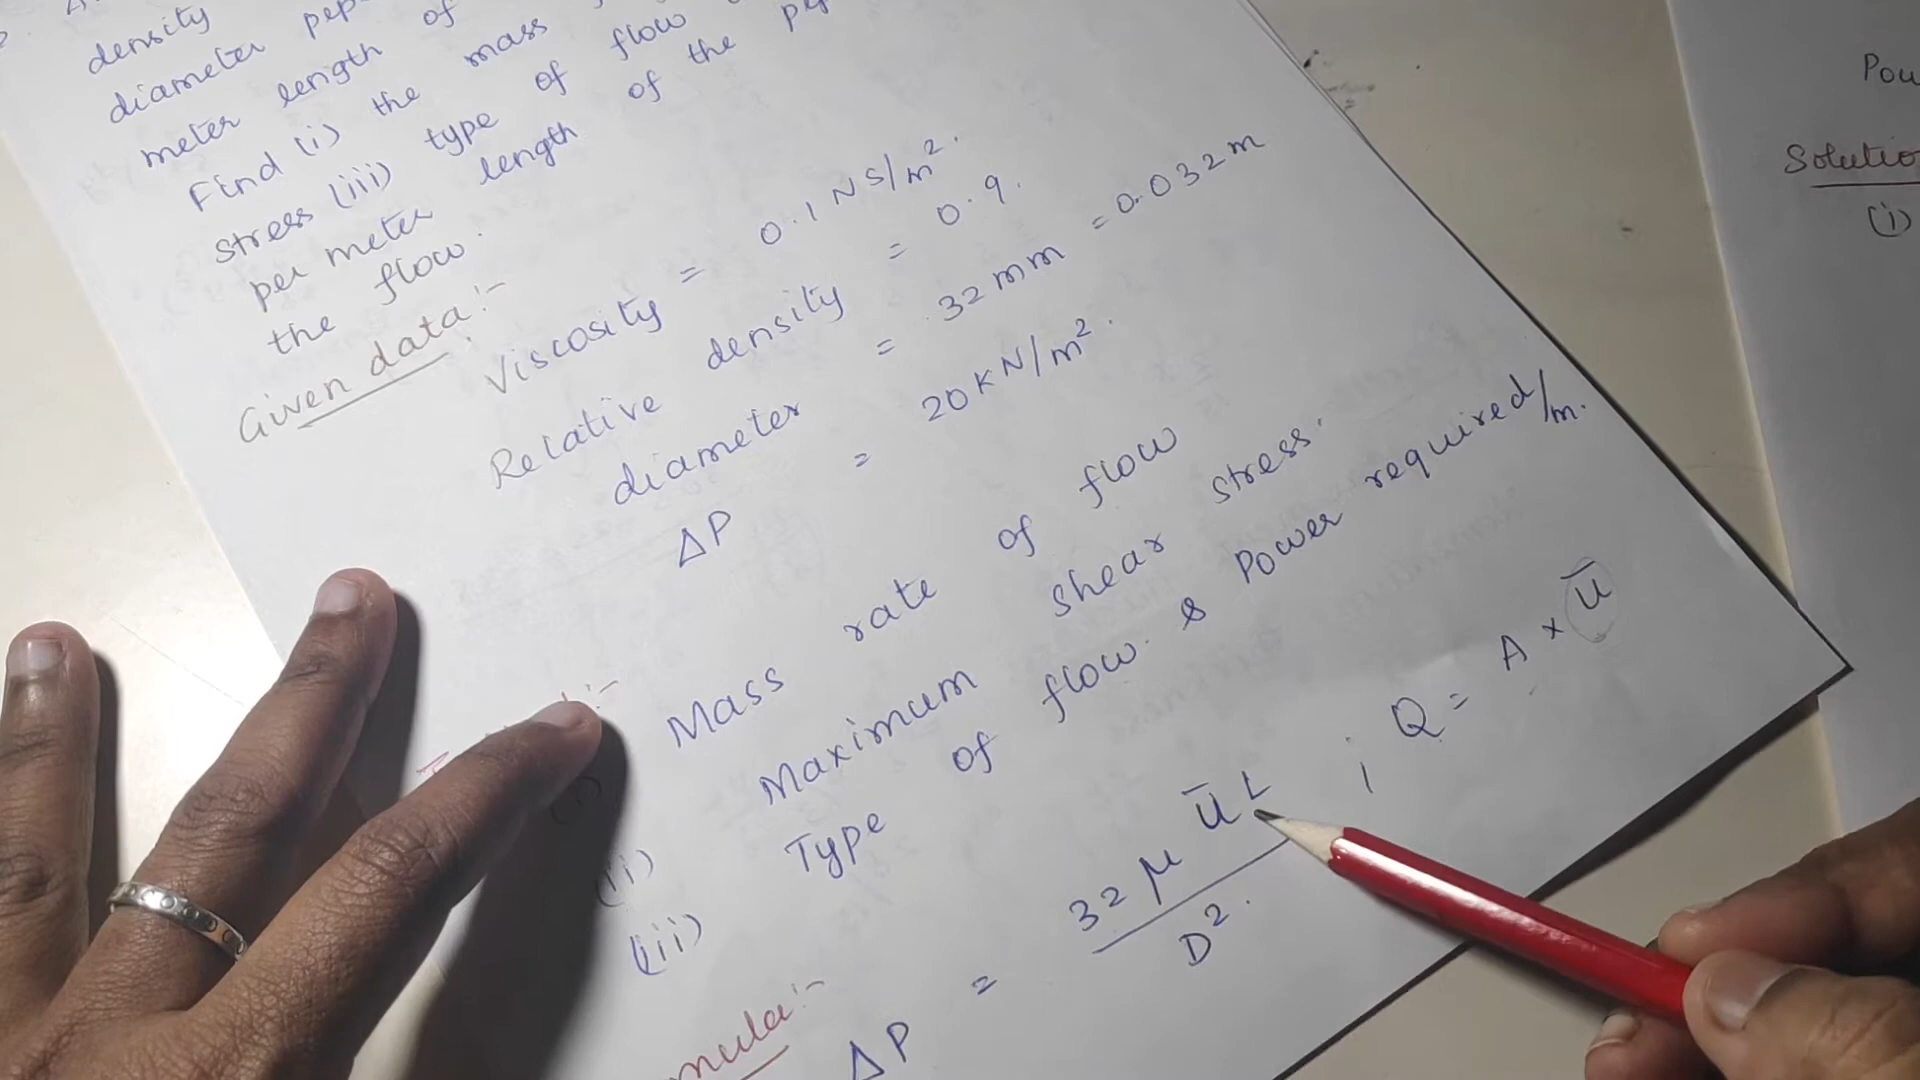 density
diameter
meter length of
Find (i) the mass
stress (iii) type of flow
per meter length of the
the flow.
Given data:-
Viscosity = 0.1 NS/m².
Relative density = 0.9.
diameter = 32 mm = 0.032 m
ΔP = 20 KN/m².
Mass rate of flow
(ii) Maximum shear stress.
(iii) Type of flow. & Power required/m.
ΔP = 32 μ ū L / D². ; Q = A × ū
Solutio
(i)